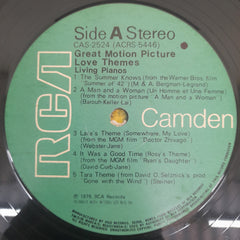 Side A Stereo
CAS-2524 (ACRS-5446)
Great Motion Picture
Love Themes
Living Pianos
1 The Summer Knows (from the Warner Bros. film
"Summer of '42") (M & A. Bergman-Legrand)
2 A Man and a Woman (Un Homme et Une Femme)
(from the motion picture "A Man and a Woman")
(Barouh-Keller-Lai)
RCA
Camden
3 Lara's Theme (Somewhere, My Love)
(from the MGM film "Doctor Zhivago")
(Webster-Jarre)
4 It Was a Good Time (Rosy's Theme)
(from the MGM film "Ryan's Daughter")
(David-Curb-Jarre)
5 Tara Theme (from David O. Selznick's prod.
"Gone with the Wind") (Steiner)